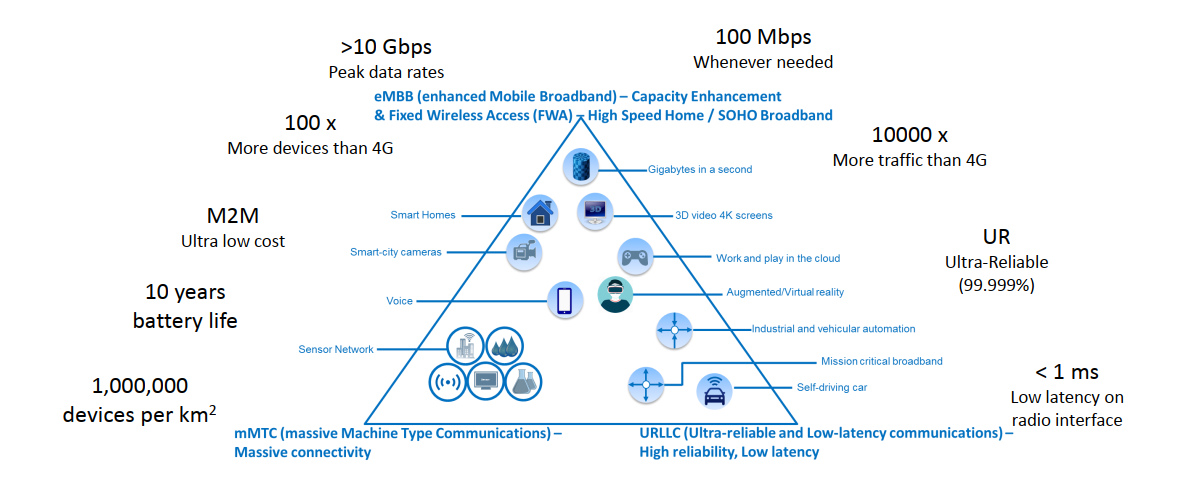 >10 Gbps
Peak data rates
100 Mbps
Whenever needed
eMBB (enhanced Mobile Broadband) – Capacity Enhancement
& Fixed Wireless Access (FWA) – High Speed Home / SOHO Broadband
100 x
More devices than 4G
10000 x
More traffic than 4G
Gigabytes in a second
M2M
Ultra low cost
Smart Homes
3D
3D video 4K screens
Smart-city cameras
Work and play in the cloud
UR
Ultra-Reliable
(99.999%)
10 years
battery life
Voice
Augmented/Virtual reality
Industrial and vehicular automation
Sensor Network
Mission critical broadband
Self-driving car
1,000,000
devices per km²
< 1 ms
Low latency on
radio interface
mMTC (massive Machine Type Communications) –
Massive connectivity
URLLC (Ultra-reliable and Low-latency communications) –
High reliability, Low latency